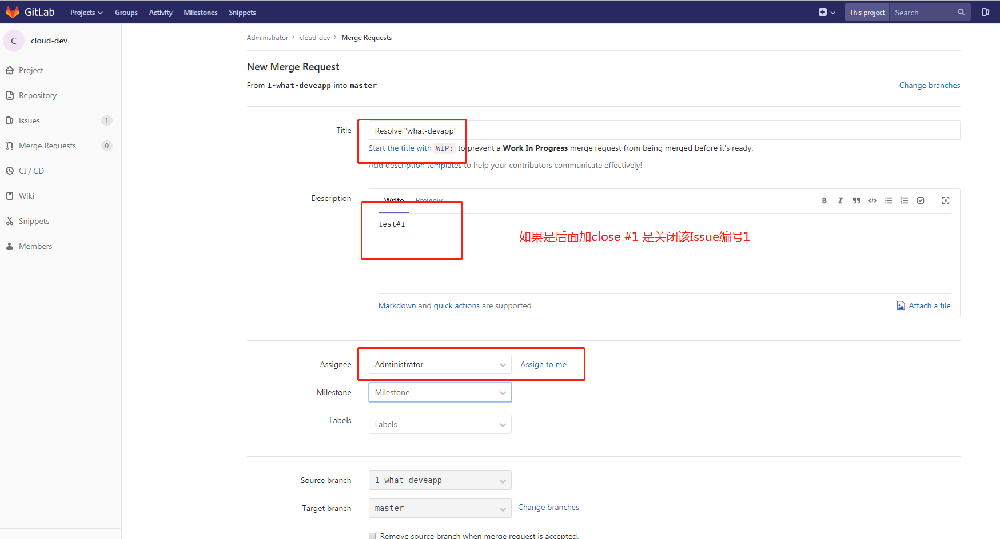 GitLab Projects Groups Activity Milestones Snippets This project Search
C cloud-dev
Project
Repository
Issues 1
Merge Requests 0
CI / CD
Wiki
Snippets
Members
Administrator › cloud-dev › Merge Requests
New Merge Request
From 1-what-deveapp into master Change branches
Title Resolve "what-devapp"
Start the title with WIP: to prevent a Work In Progress merge request from being merged before it's ready.
Add description templates to help your contributors communicate effectively!
Description Write Preview
test#1
如果是后面加close #1 是关闭该Issue编号1
Markdown and quick actions are supported Attach a file
Assignee Administrator Assign to me
Milestone Milestone
Labels Labels
Source branch 1-what-deveapp
Target branch master Change branches
Remove source branch when merge request is accepted.